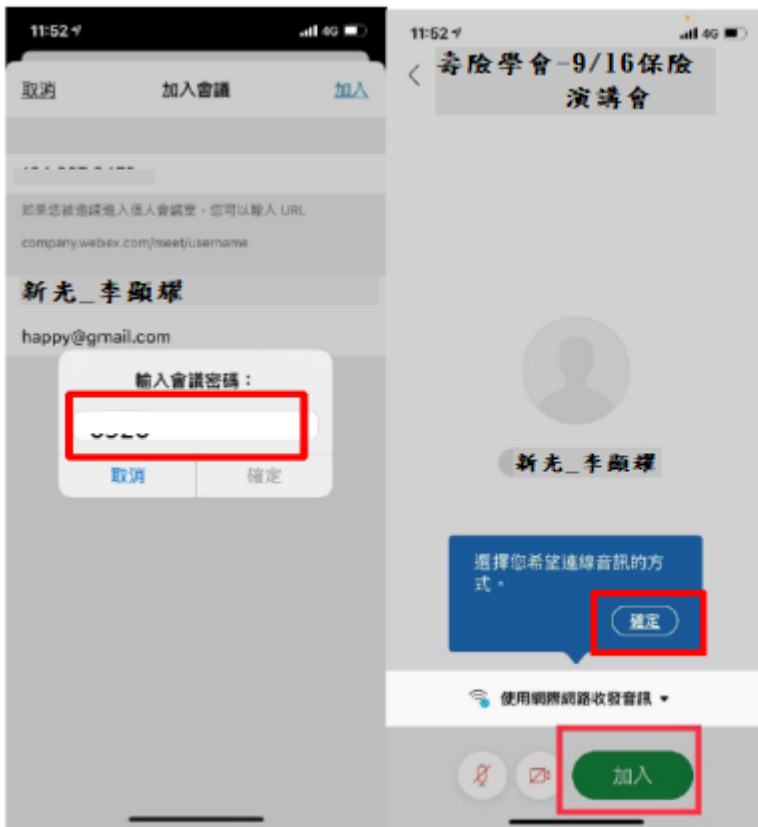 11:52
4G
取消
加入會議
加入
如果您被邀請進入個人會議室，您可以輸入 URL
company.webex.com/meet/username
新光_李顯耀
happy@gmail.com
輸入會議密碼：
取消
確定
11:52
4G
壽險學會-9/16保險
演講會
新光_李顯耀
選擇您希望連線音訊的方
式。
確定
使用網際網路收發音訊
加入